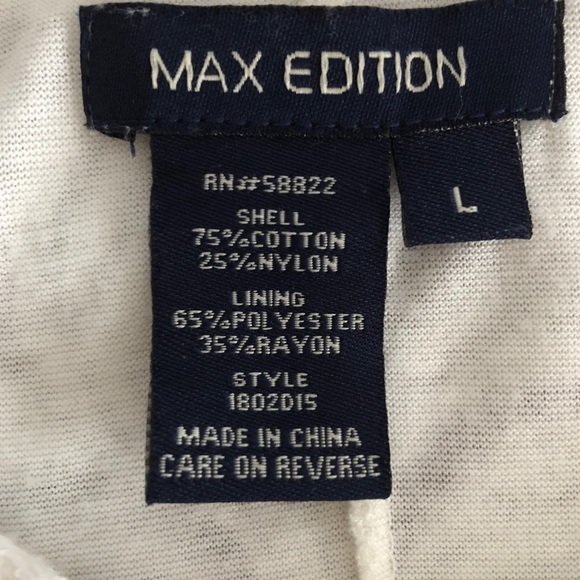 MAX EDITION
L
RN#58822
SHELL
75%COTTON
25%NYLON
LINING
65%POLYESTER
35%RAYON
STYLE
1802D15
MADE IN CHINA
CARE ON REVERSE